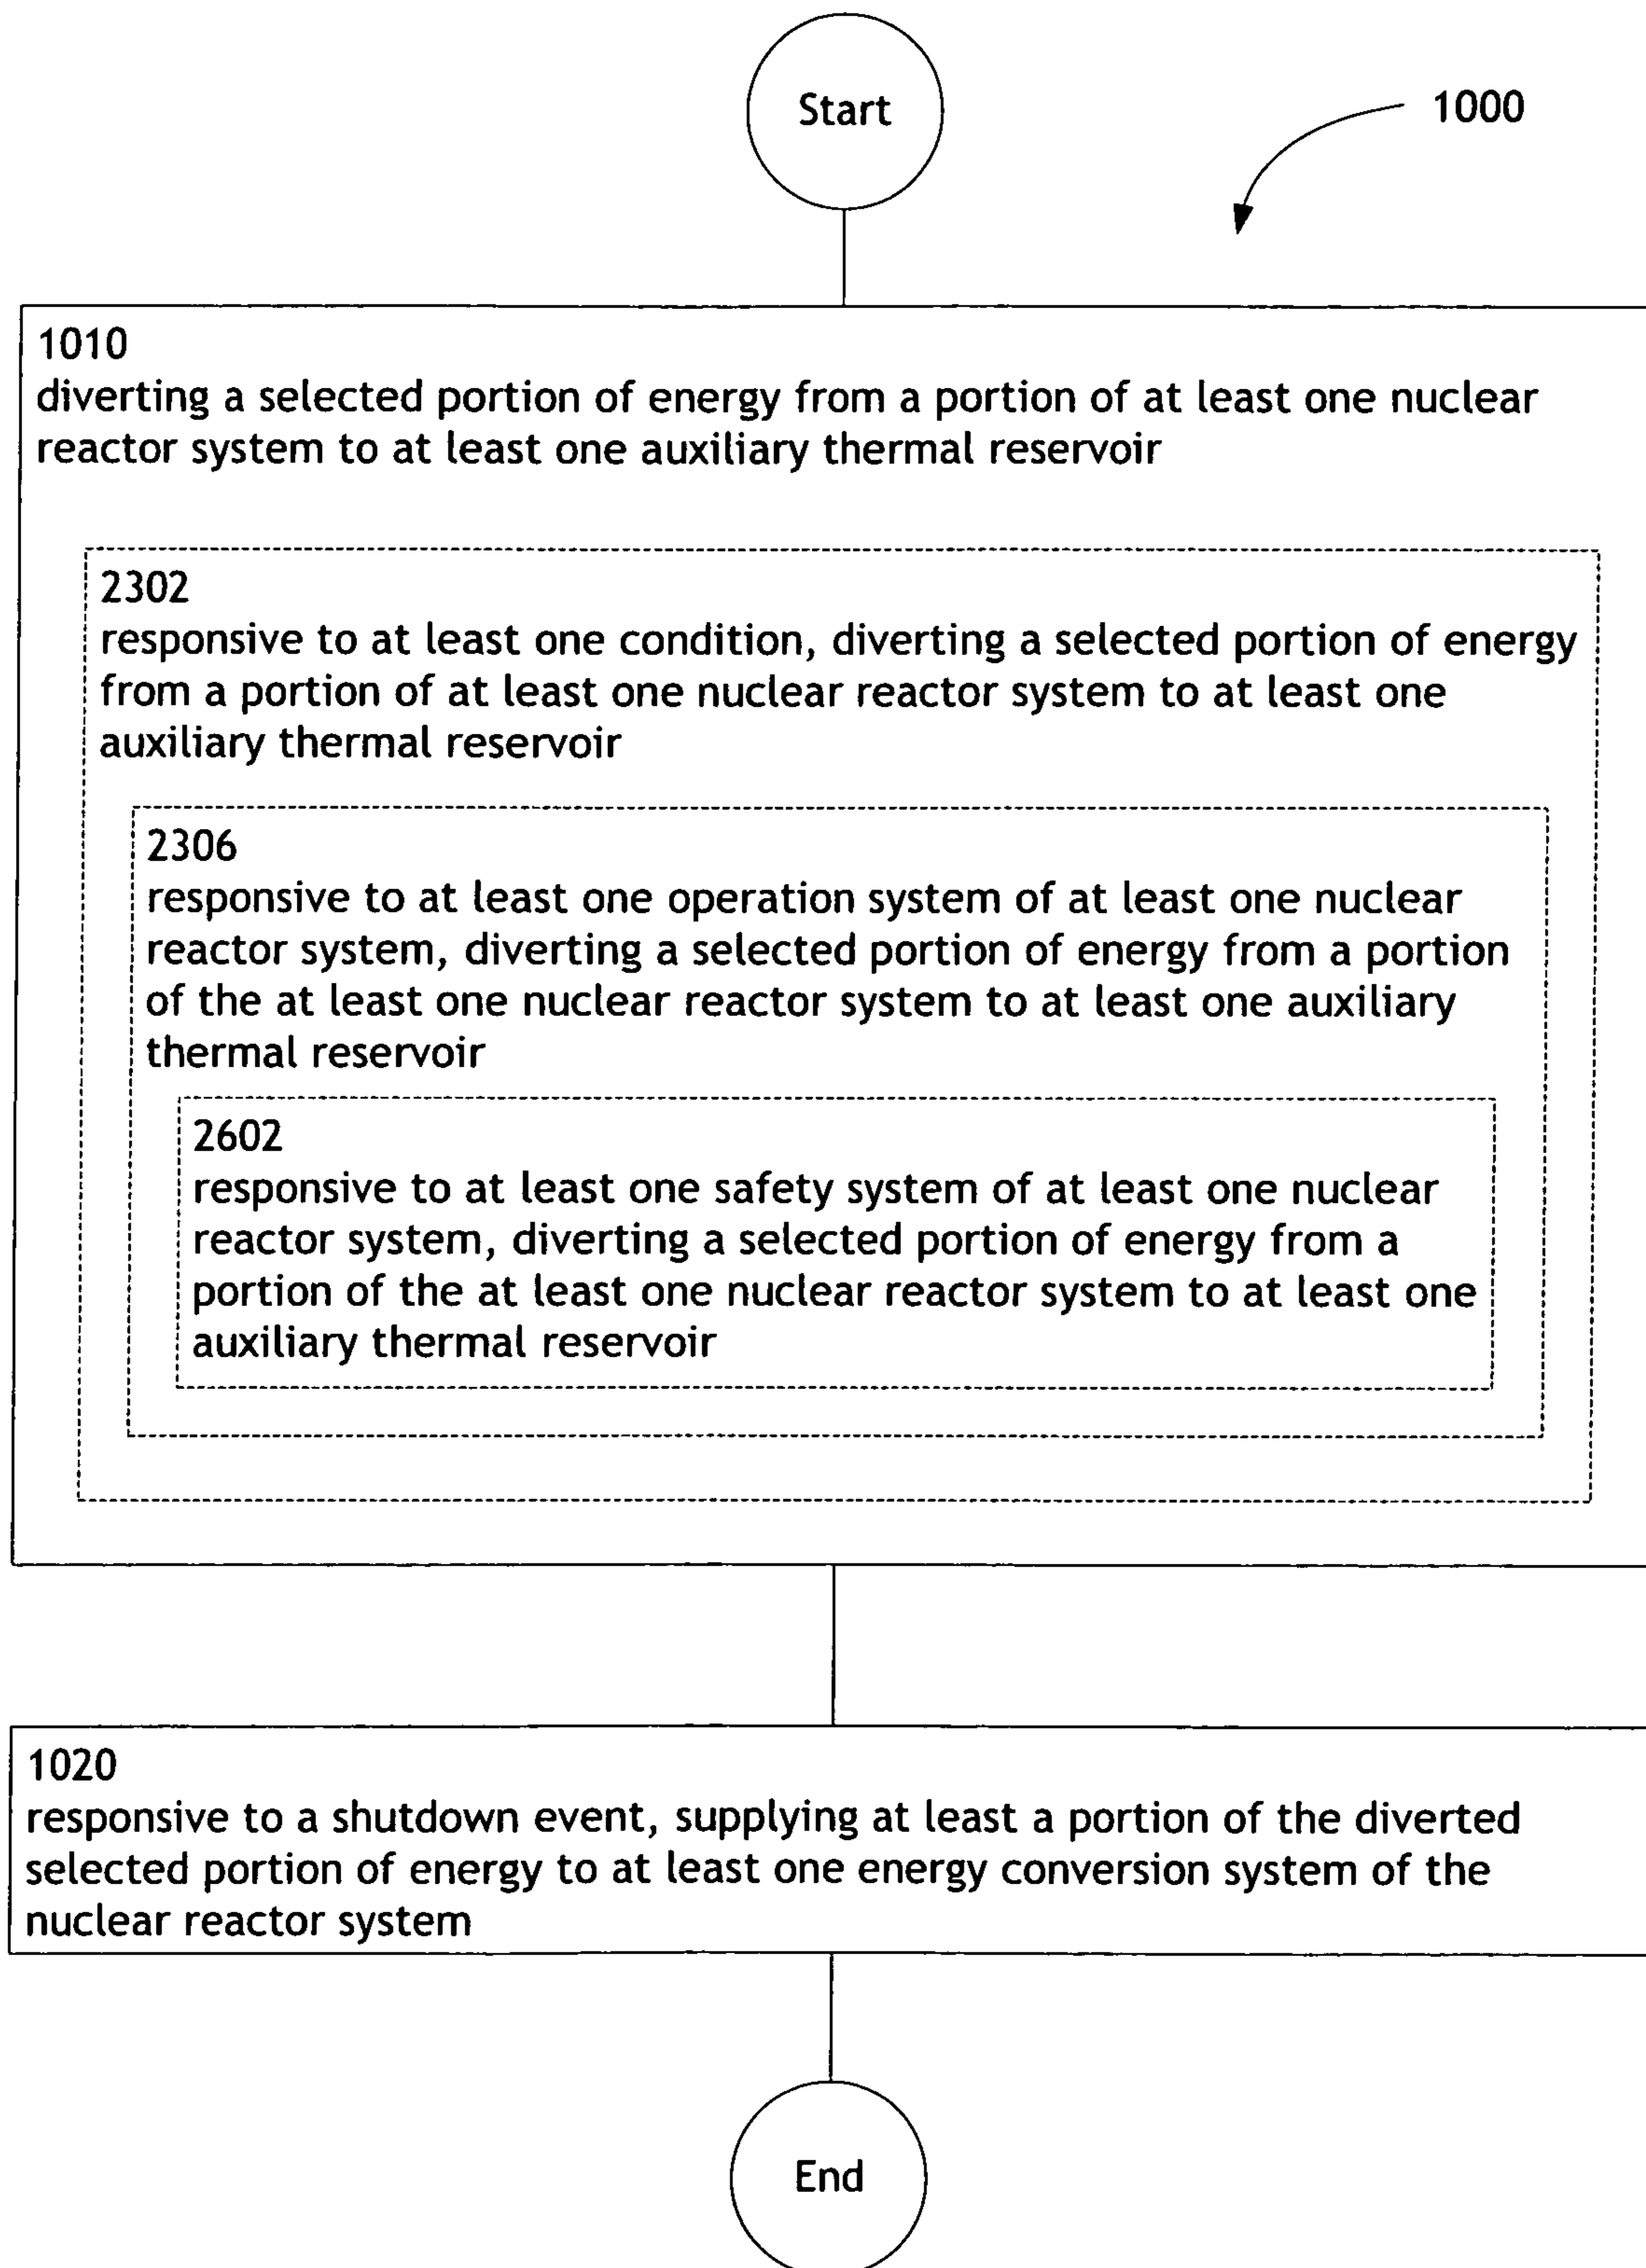 Start
1000
1010
diverting a selected portion of energy from a portion of at least one nuclear
reactor system to at least one auxiliary thermal reservoir
2302
responsive to at least one condition, diverting a selected portion of energy
from a portion of at least one nuclear reactor system to at least one
auxiliary thermal reservoir
2306
responsive to at least one operation system of at least one nuclear
reactor system, diverting a selected portion of energy from a portion
of the at least one nuclear reactor system to at least one auxiliary
thermal reservoir
2602
responsive to at least one safety system of at least one nuclear
reactor system, diverting a selected portion of energy from a
portion of the at least one nuclear reactor system to at least one
auxiliary thermal reservoir
1020
responsive to a shutdown event, supplying at least a portion of the diverted
selected portion of energy to at least one energy conversion system of the
nuclear reactor system
End